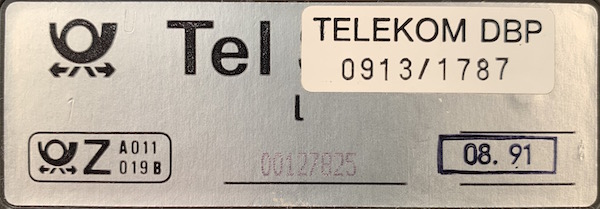 Tel
TELEKOM DBP
0913/1787
Z A011
019 B
00127825
08.91